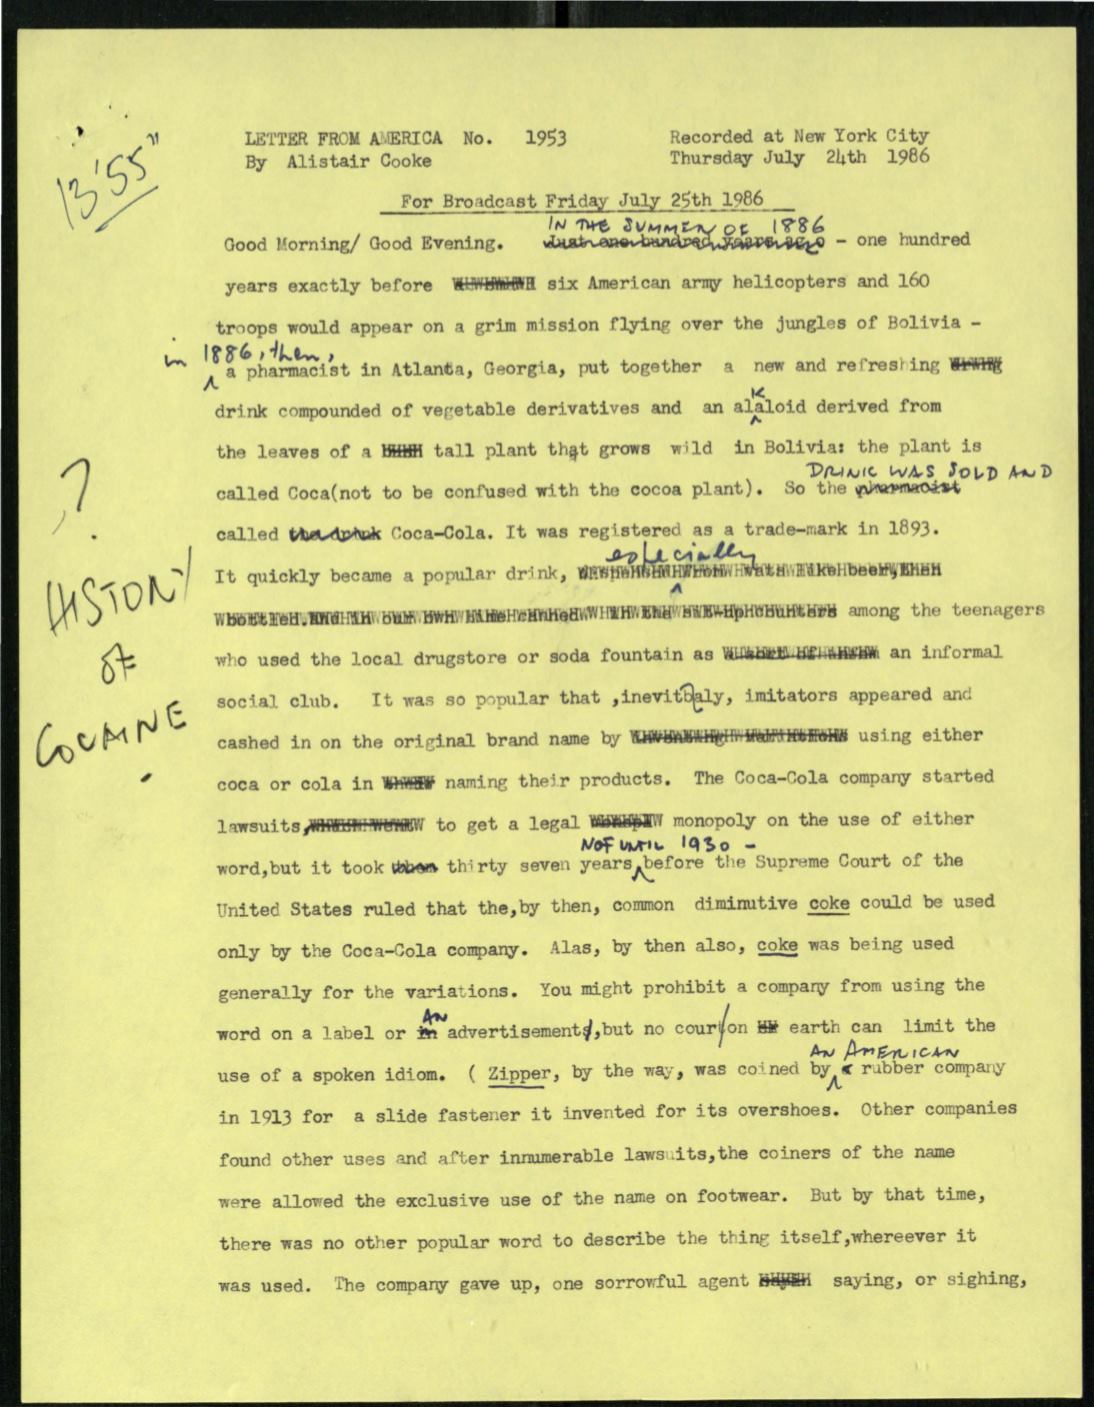 13'55"
LETTER FROM AMERICA No. 1953 Recorded at New York City
By Alistair Cooke Thursday July 24th 1986
For Broadcast Friday July 25th 1986
IN THE SUMMER OF 1886
Good Morning/ Good Evening. Just one hundred years ago - one hundred
years exactly before six American army helicopters and 160
troops would appear on a grim mission flying over the jungles of Bolivia -
in 1886, then,
a pharmacist in Atlanta, Georgia, put together a new and refreshing
K
drink compounded of vegetable derivatives and an alaloid derived from
the leaves of a tall plant that grows wild in Bolivia: the plant is
DRINK WAS SOLD AND
called Coca(not to be confused with the cocoa plant). So the pharmacist
called the drink Coca-Cola. It was registered as a trade-mark in 1893.
especially
It quickly became a popular drink,
among the teenagers
who used the local drugstore or soda fountain as an informal
social club. It was so popular that ,inevitbaly, imitators appeared and
cashed in on the original brand name by using either
coca or cola in naming their products. The Coca-Cola company started
lawsuits, to get a legal monopoly on the use of either
NOT UNTIL 1930 -
word,but it took thirty seven years before the Supreme Court of the
United States ruled that the,by then, common diminutive coke could be used
only by the Coca-Cola company. Alas, by then also, coke was being used
generally for the variations. You might prohibit a company from using the
AN
word on a label or in advertisements,but no court on earth can limit the
AN AMERICAN
use of a spoken idiom. ( Zipper, by the way, was coined by a rubber company
in 1913 for a slide fastener it invented for its overshoes. Other companies
found other uses and after innumerable lawsuits,the coiners of the name
were allowed the exclusive use of the name on footwear. But by that time,
there was no other popular word to describe the thing itself,whereever it
was used. The company gave up, one sorrowful agent saying, or sighing,
?
HISTORY
OF
COCAINE